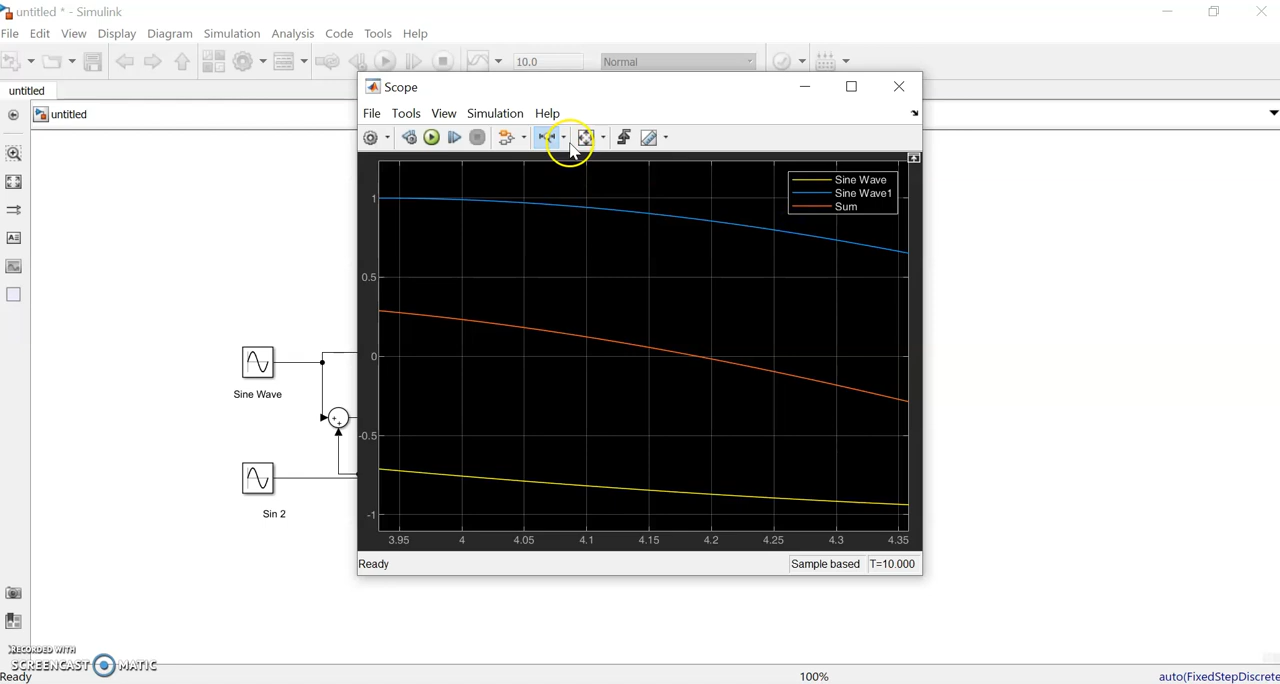 untitled * - Simulink
File Edit View Display Diagram Simulation Analysis Code Tools Help
10.0 Normal
untitled
untitled
Scope
File Tools View Simulation Help
Sine Wave
Sine Wave1
Sum
1
0.5
0
-0.5
-1
3.95 4 4.05 4.1 4.15 4.2 4.25 4.3 4.35
Ready Sample based T=10.000
Sine Wave
Sin 2
RECORDED WITH
SCREENCAST MATIC
Ready 100% auto(FixedStepDiscrete